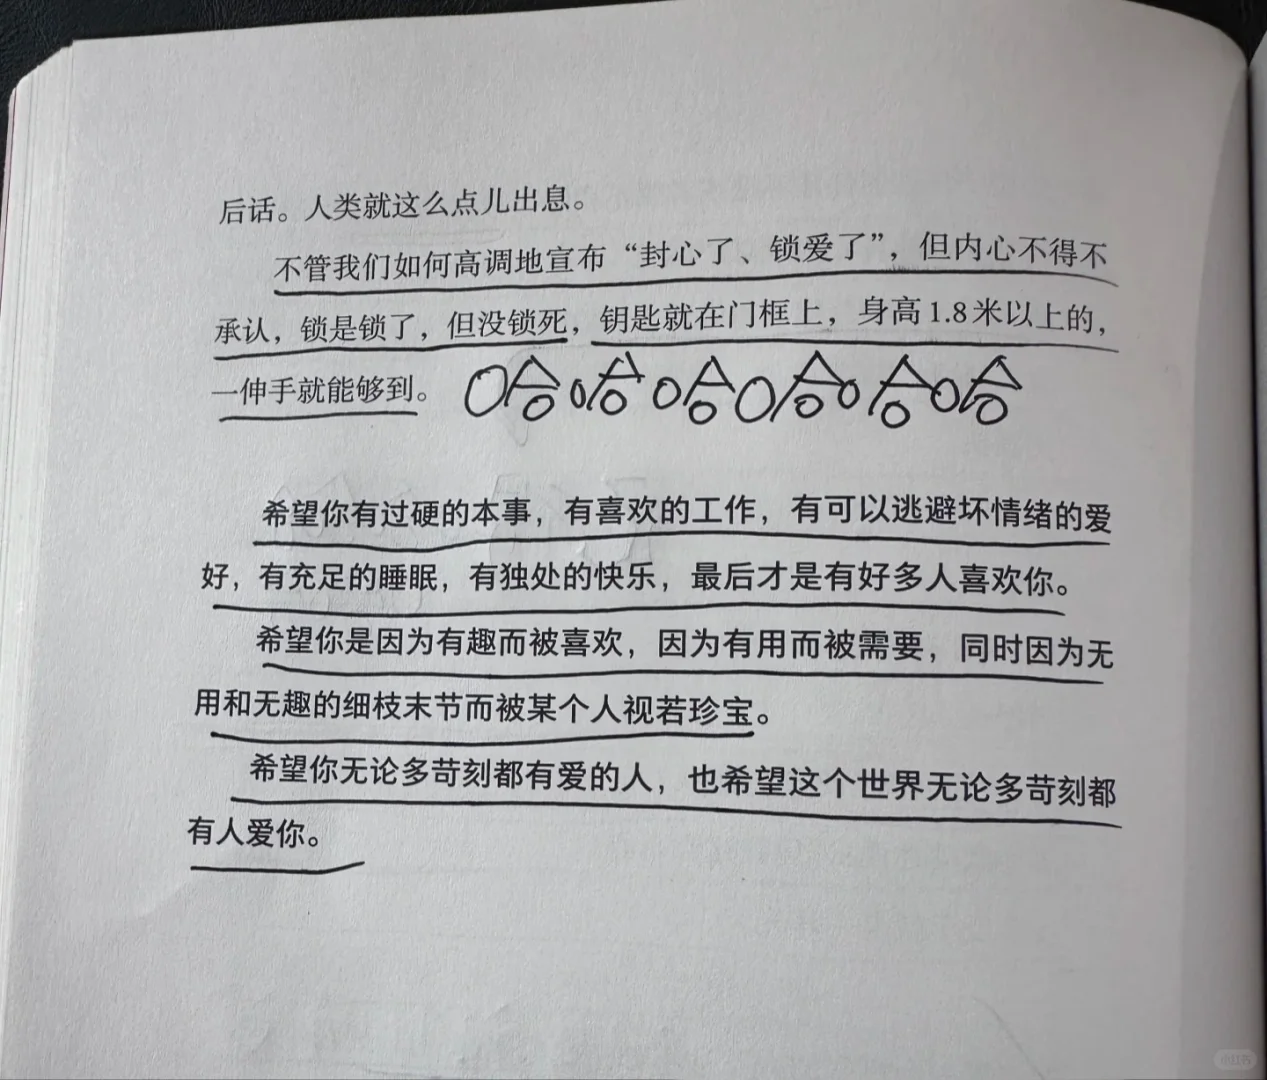 后话。人类就这么点儿出息。
不管我们如何高调地宣布“封心了、锁爱了”，但内心不得不
承认，锁是锁了，但没锁死，钥匙就在门框上，身高1.8米以上的，
一伸手就能够到。 哈哈哈哈哈哈
希望你有过硬的本事，有喜欢的工作，有可以逃避坏情绪的爱
好，有充足的睡眠，有独处的快乐，最后才是有好多人喜欢你。
希望你是因为有趣而被喜欢，因为有用而被需要，同时因为无
用和无趣的细枝末节而被某个人视若珍宝。
希望你无论多苛刻都有爱的人，也希望这个世界无论多苛刻都
有人爱你。
小红书